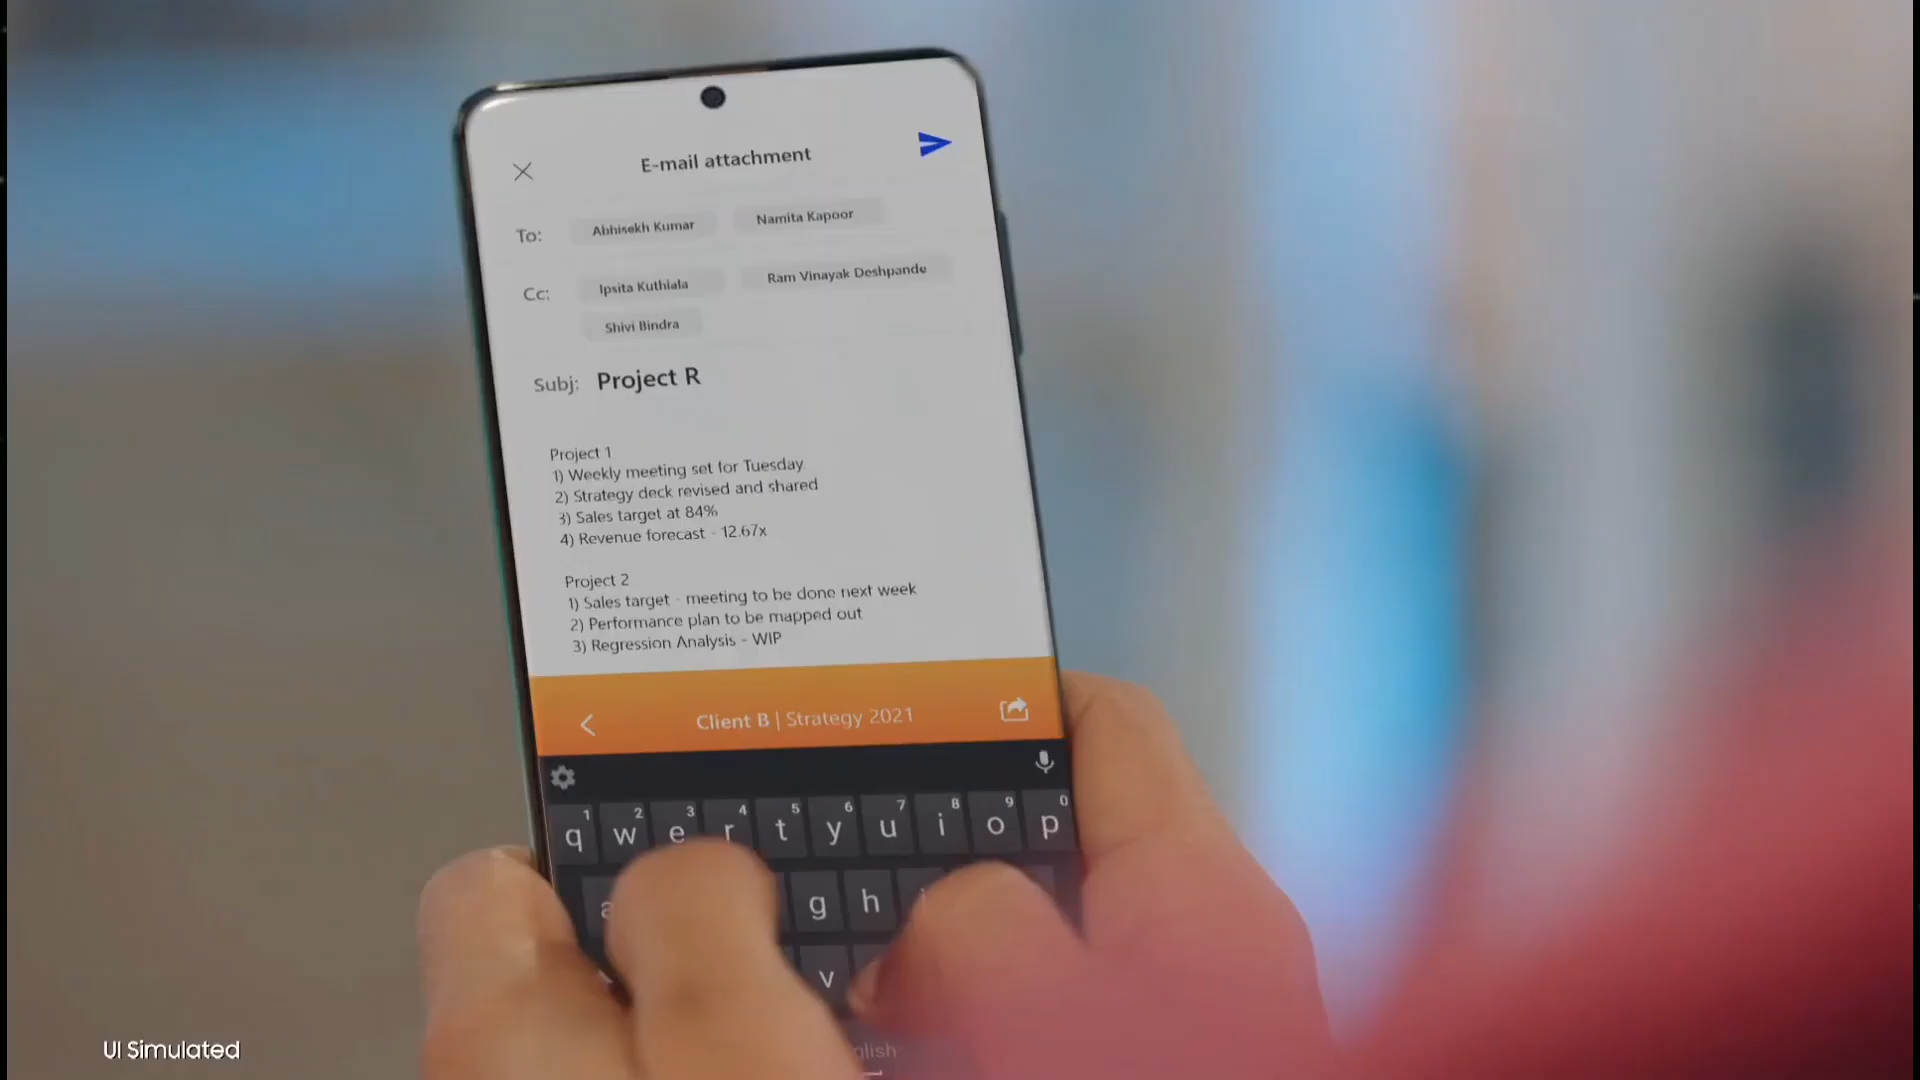 E-mail attachment
To: Abhisekh Kumar Namita Kapoor
Cc: Ipsita Kuthiala Ram Vinayak Deshpande
Shivi Bindra
Subj: Project R
Project 1
1) Weekly meeting set for Tuesday
2) Strategy deck revised and shared
3) Sales target at 84%
4) Revenue forecast - 12.67x
Project 2
1) Sales target - meeting to be done next week
2) Performance plan to be mapped out
3) Regression Analysis - WIP
Client B | Strategy 2021
1 2 3 4 5 6 7 8 9 0
q w e r t y u i o p
a g h
v
UI Simulated